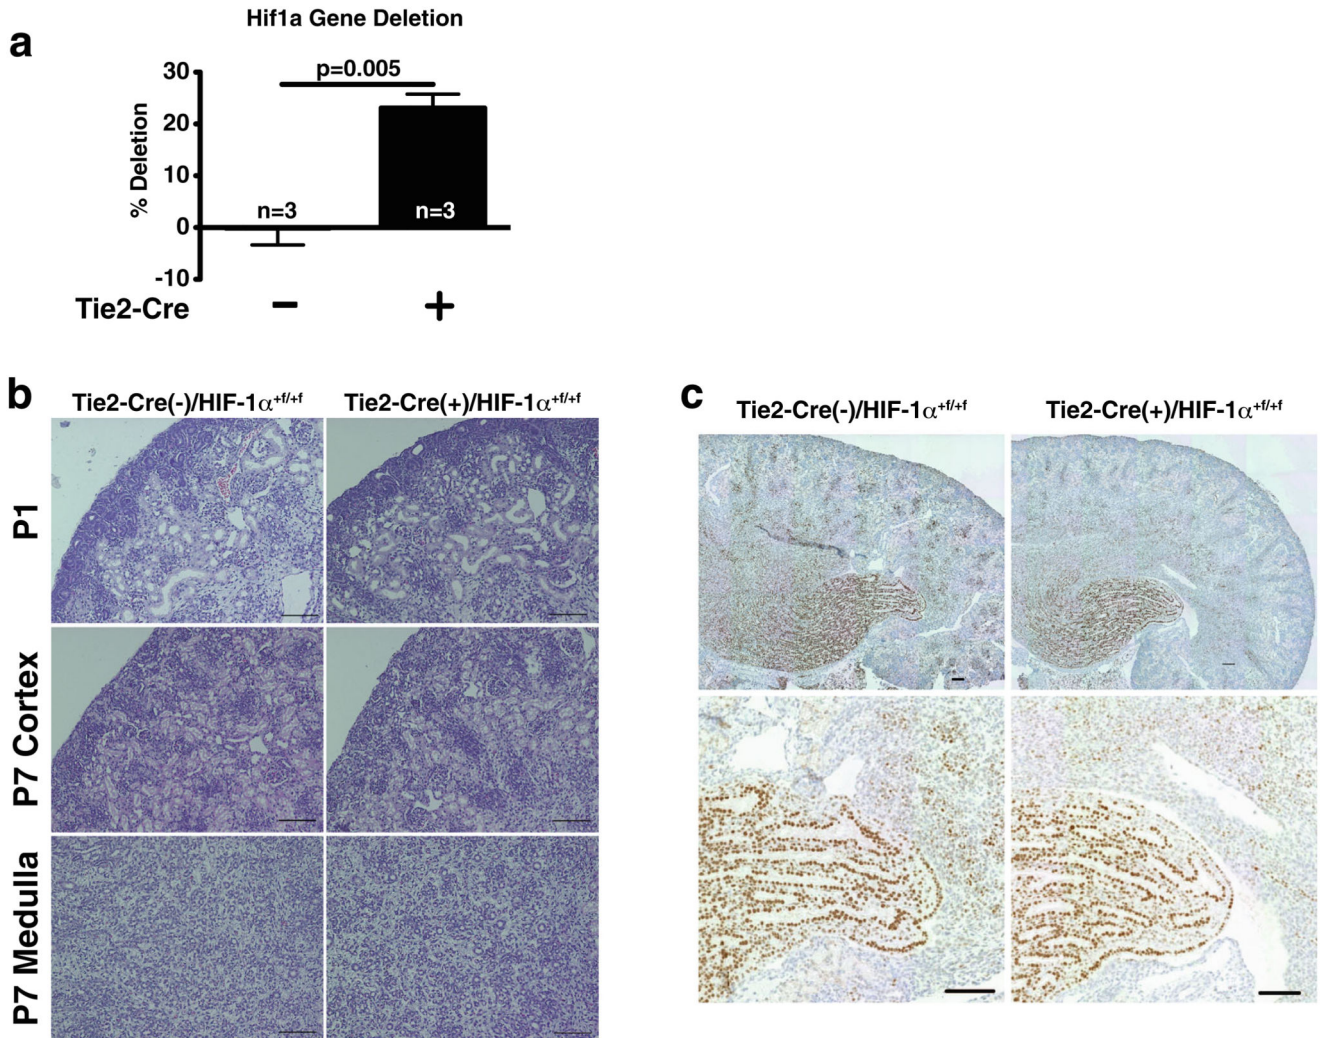 Hif1a Gene Deletion
a
p=0.005
% Deletion
30
20
10
0
-10
n=3
n=3
Tie2-Cre
−
+
b
Tie2-Cre(-)/HIF-1α+f/+f
Tie2-Cre(+)/HIF-1α+f/+f
P1
P7 Cortex
P7 Medulla
c
Tie2-Cre(-)/HIF-1α+f/+f
Tie2-Cre(+)/HIF-1α+f/+f